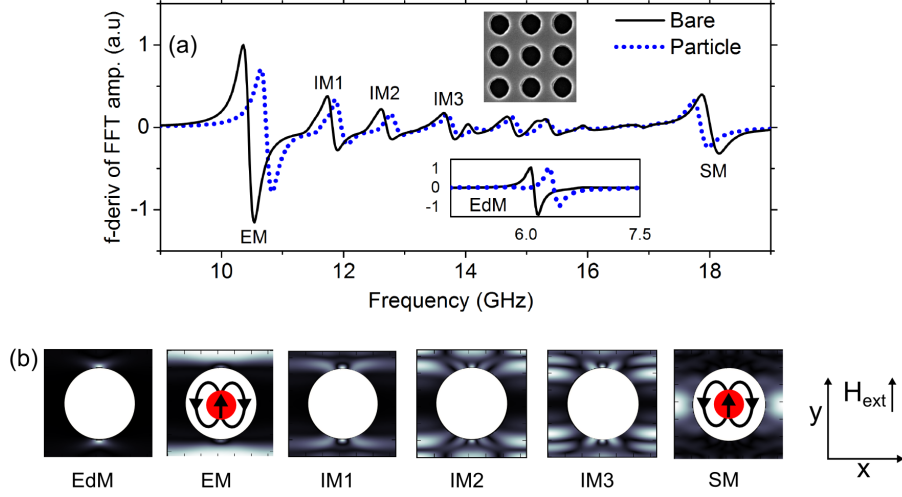 (a)
Bare
Particle
f-deriv of FFT amp. (a.u)
1
0
-1
EM
IM1
IM2
IM3
SM
1
0
-1
EdM
6.0
7.5
10
12
14
16
18
Frequency (GHz)
(b)
EdM
EM
IM1
IM2
IM3
SM
y
x
Hext